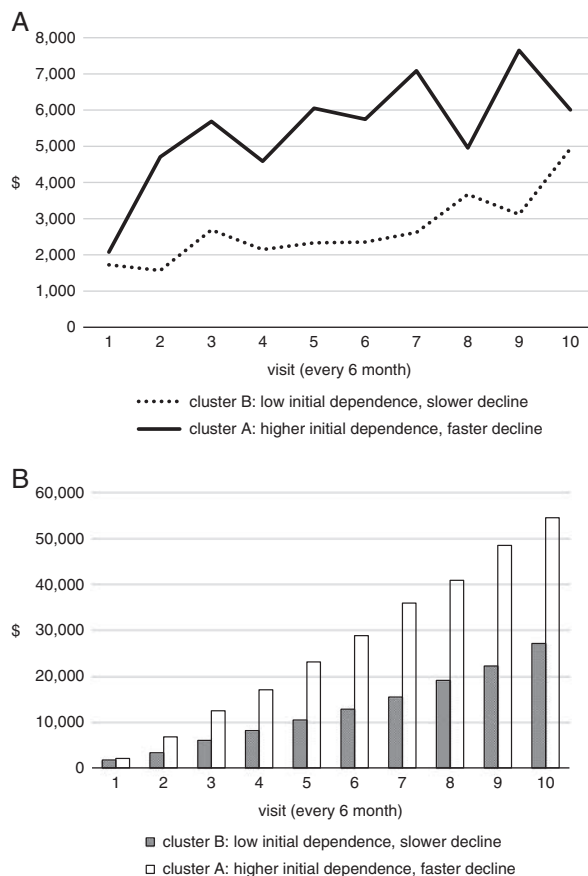 A
8,000
7,000
6,000
5,000
4,000
3,000
2,000
1,000
0
$
1 2 3 4 5 6 7 8 9 10
visit (every 6 month)
cluster B: low initial dependence, slower decline
cluster A: higher initial dependence, faster decline
B
60,000
50,000
40,000
30,000
20,000
10,000
0
$
1 2 3 4 5 6 7 8 9 10
visit (every 6 month)
cluster B: low initial dependence, slower decline
cluster A: higher initial dependence, faster decline